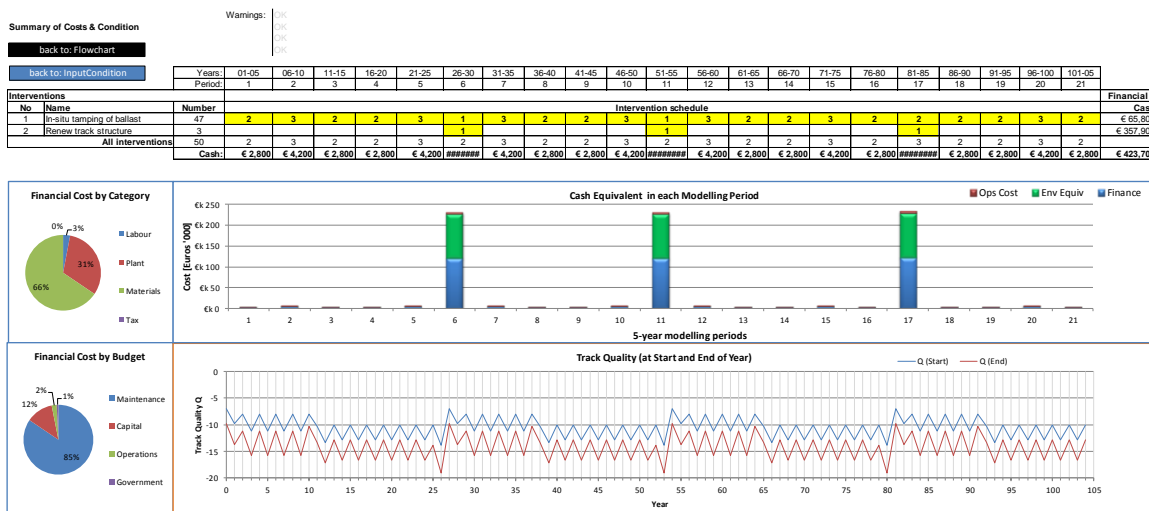 Warnings: OK
OK
OK
OK
Summary of Costs & Condition
back to: Flowchart
back to: InputCondition
Years: 01-05 06-10 11-15 16-20 21-25 26-30 31-35 36-40 41-45 46-50 51-55 56-60 61-65 66-70 71-75 76-80 81-85 86-90 91-95 96-100 101-05
Period: 1 2 3 4 5 6 7 8 9 10 11 12 13 14 15 16 17 18 19 20 21
Interventions Financial
No Name Number Intervention schedule Cas
1 In-situ tamping of ballast 47 2 3 2 2 3 1 3 2 2 3 1 3 2 2 3 2 2 2 2 3 2 € 65,80
2 Renew track structure 3 1 1 1 € 357,90
All interventions 50 2 3 2 2 3 2 3 2 2 3 2 3 2 2 3 2 3 2 2 3 2
Cash: € 2,800 € 4,200 € 2,800 € 2,800 € 4,200 ####### € 4,200 € 2,800 € 2,800 € 4,200 ######## € 4,200 € 2,800 € 2,800 € 4,200 € 2,800 ######## € 2,800 € 2,800 € 4,200 € 2,800 € 423,70
Financial Cost by Category
0%
3%
31%
66%
Labour
Plant
Materials
Tax
Cash Equivalent in each Modelling Period
Ops Cost Env Equiv Finance
Cost [Euros '000]
€k 250
€k 200
€k 150
€k 100
€k 50
€k 0
1 2 3 4 5 6 7 8 9 10 11 12 13 14 15 16 17 18 19 20 21
5-year modelling periods
Financial Cost by Budget
2%
1%
12%
85%
Maintenance
Capital
Operations
Government
Track Quality (at Start and End of Year)
Q (Start) Q (End)
Track Quality Q
0
-5
-10
-15
-20
0 5 10 15 20 25 30 35 40 45 50 55 60 65 70 75 80 85 90 95 100 105
Year